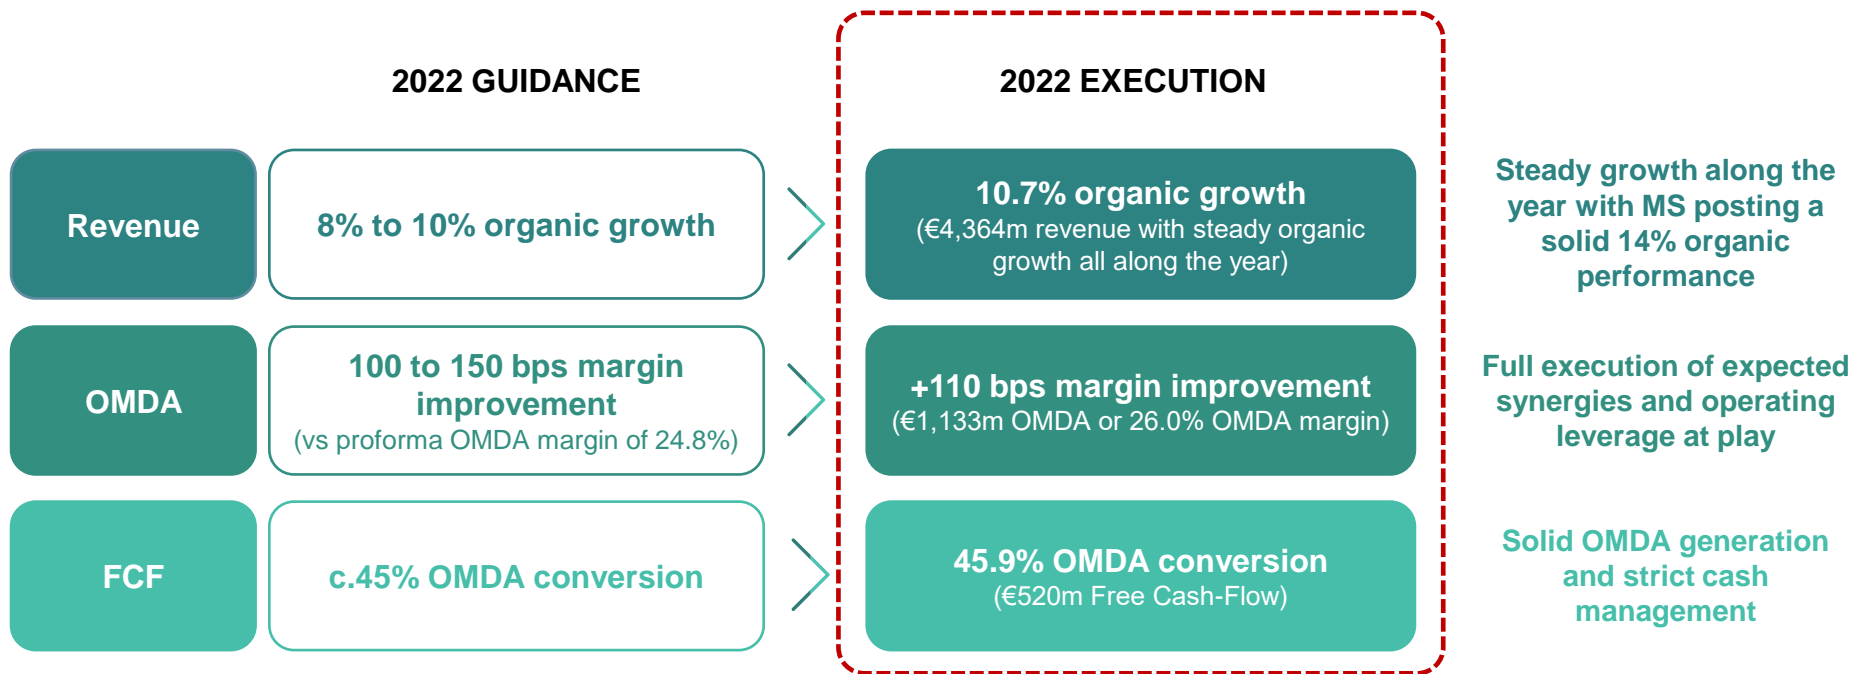 2022 GUIDANCE
2022 EXECUTION
Revenue
8% to 10% organic growth
10.7% organic growth
(€4,364m revenue with steady organic
growth all along the year)
Steady growth along the
year with MS posting a
solid 14% organic
performance
OMDA
100 to 150 bps margin
improvement
(vs proforma OMDA margin of 24.8%)
+110 bps margin improvement
(€1,133m OMDA or 26.0% OMDA margin)
Full execution of expected
synergies and operating
leverage at play
FCF
c.45% OMDA conversion
45.9% OMDA conversion
(€520m Free Cash-Flow)
Solid OMDA generation
and strict cash
management